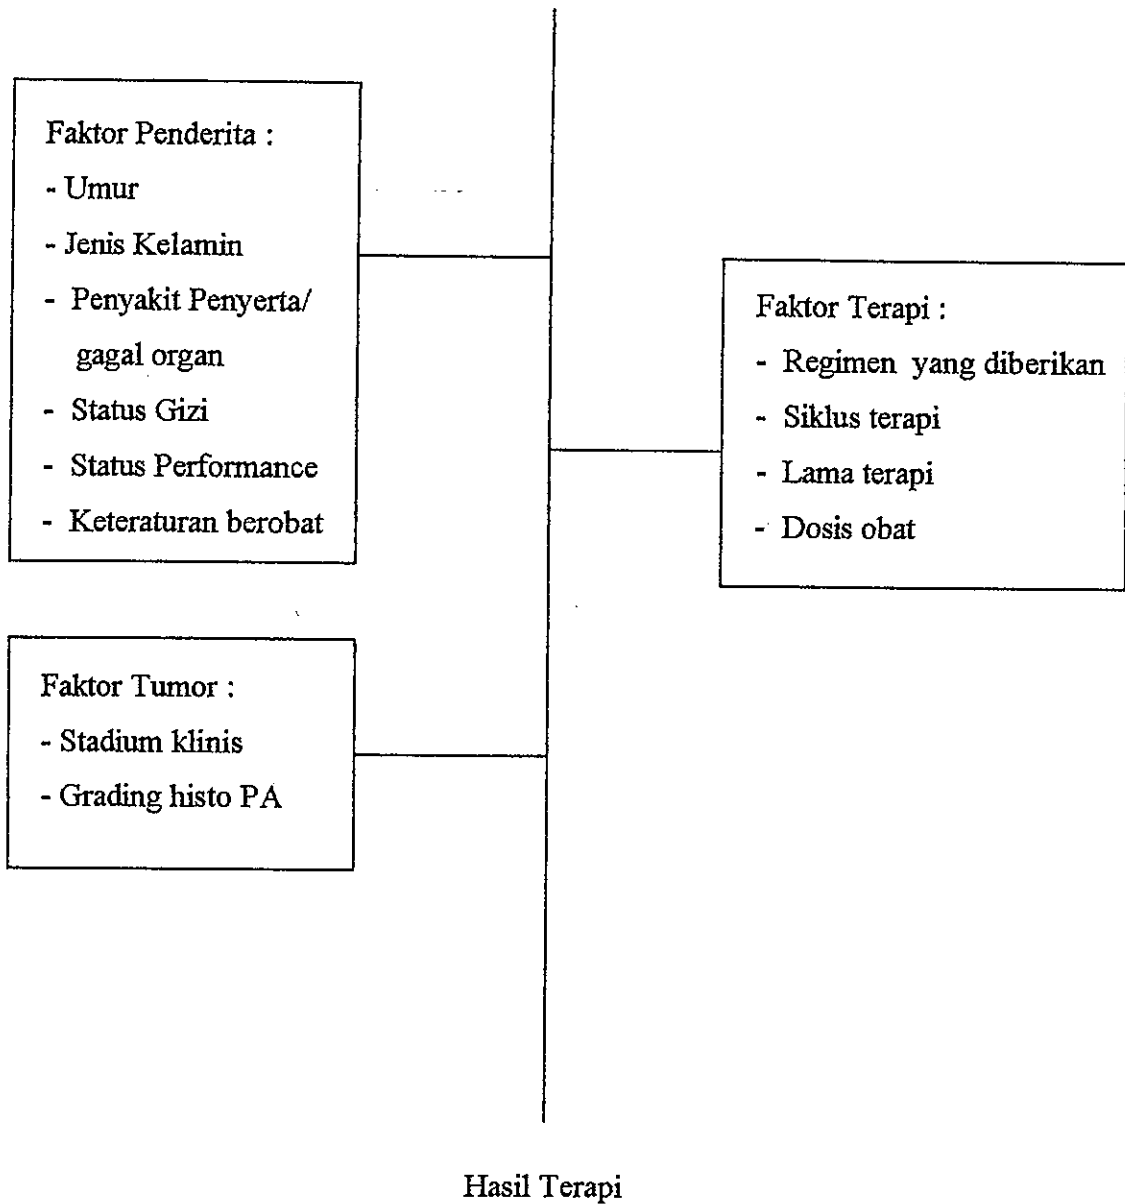 Faktor Penderita :
- Umur
- Jenis Kelamin
- Penyakit Penyerta/
gagal organ
- Status Gizi
- Status Performance
- Keteraturan berobat
Faktor Terapi :
- Regimen yang diberikan
- Siklus terapi
- Lama terapi
- Dosis obat
Faktor Tumor :
- Stadium klinis
- Grading histo PA
Hasil Terapi